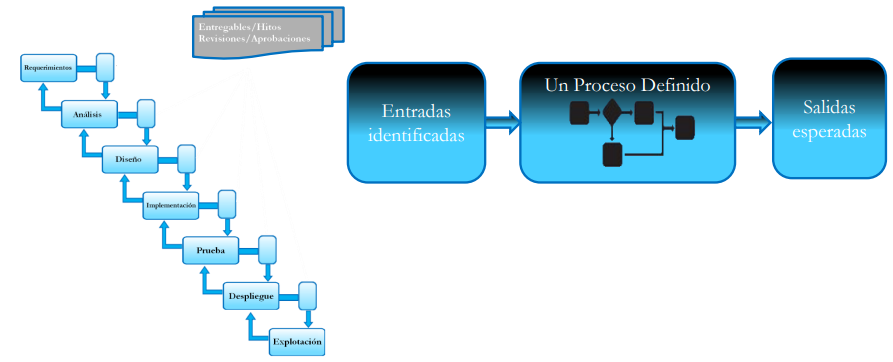 Entregables/Hitos
Revisiones/Aprobaciones
Requerimientos
Análisis
Diseño
Implementación
Prueba
Despliegue
Explotación
Entradas
identificadas
Un Proceso Definido
Salidas
esperadas